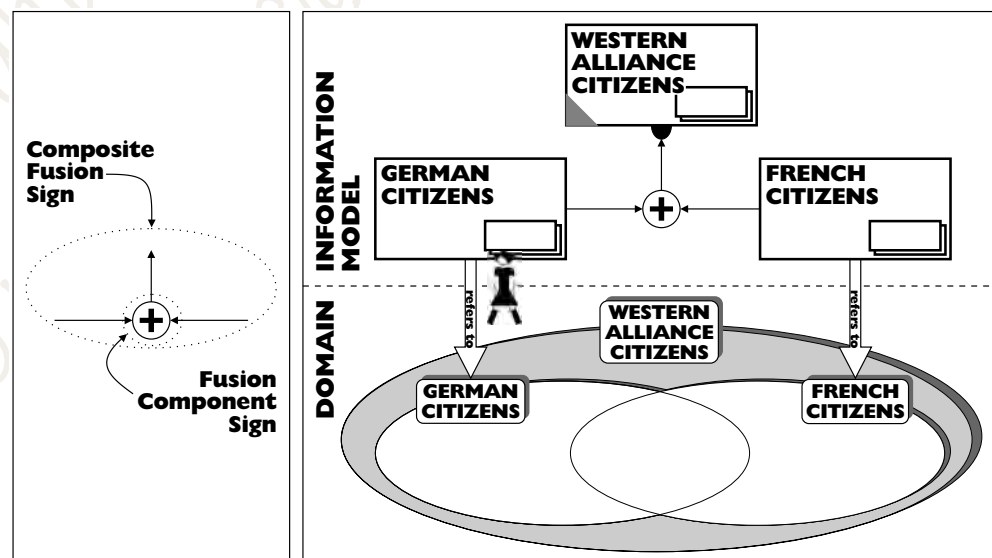 Composite
Fusion
Sign
+
Fusion
Component
Sign
INFORMATION
MODEL
WESTERN
ALLIANCE
CITIZENS
GERMAN
CITIZENS
+
FRENCH
CITIZENS
refers to
refers to
DOMAIN
WESTERN
ALLIANCE
CITIZENS
GERMAN
CITIZENS
FRENCH
CITIZENS